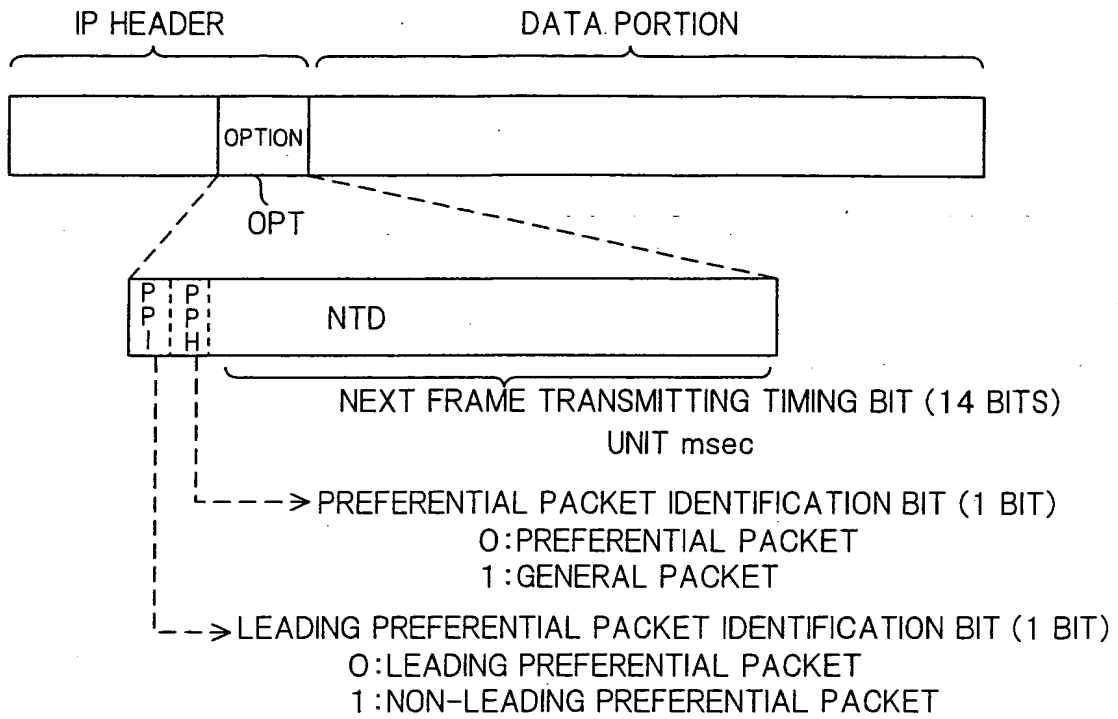 IP HEADER
DATA PORTION
OPTION
OPT
PPI
PPH
NTD
NEXT FRAME TRANSMITTING TIMING BIT (14 BITS)
UNIT msec
PREFERENTIAL PACKET IDENTIFICATION BIT (1 BIT)
0:PREFERENTIAL PACKET
1:GENERAL PACKET
LEADING PREFERENTIAL PACKET IDENTIFICATION BIT (1 BIT)
0:LEADING PREFERENTIAL PACKET
1:NON-LEADING PREFERENTIAL PACKET